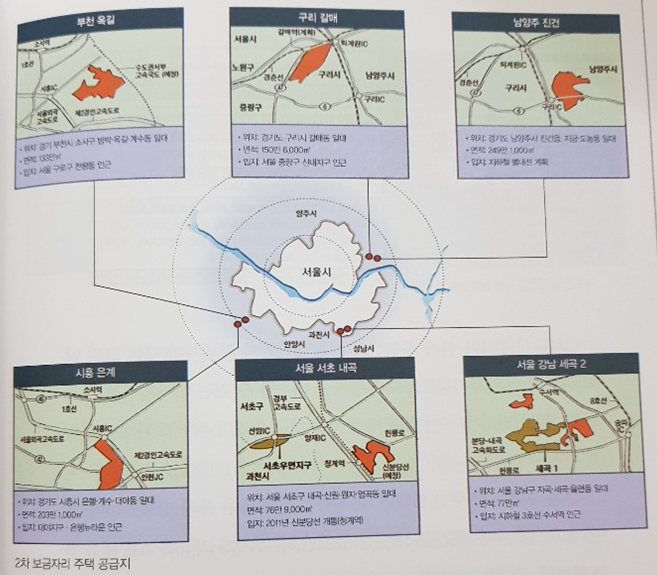 부천 옥길
소사역
1호선
수도권서부
고속국도 (예정)
시흥IC
서울외곽
고속도로
제2경인고속도로
• 위치: 경기 부천시 소사구 범박·옥길·계수동 일대
• 면적: 133만㎡
• 입지: 서울 구로구 천왕동 인근
구리 갈매
서울시
갈매역(계획)
퇴계원IC
노원구
경춘선
구리시
남양주시
구리IC
중랑구
• 위치: 경기도 구리시 갈매동 일대
• 면적: 150만 6,000㎡
• 입지: 서울 중랑구 신내지구 인근
남양주 진건
퇴계원IC
남양주시
경춘선
구리시
구리IC
• 위치: 경기도 남양주시 진건읍, 지금·도농동 일대
• 면적: 249만 1,000㎡
• 입지: 지하철 별내선 계획
양주시
서울시
과천시
안양시
성남시
시흥 은계
소사역
1호선
시흥IC
서울외곽고속도로
제2경인고속도로
안현JC
• 위치: 경기도 시흥시 은행·계수·대야동 일대
• 면적: 203만 1,000㎡
• 입지: 대야지구·은행뉴타운 인근
서울 서초 내곡
서초구
경부
고속도로
선암IC
양재IC
헌릉로
서초우면지구
과천시
청계역
신분당선
(예정)
위치: 서울 서초구 내곡·신원·원지·염곡동 일대
면적: 76만 9,000㎡
입지: 2011년 신분당선 개통(청계역)
서울 강남 세곡 2
수서역
8호선
송파
IC
분당-내곡
고속화도로
헌릉로
세곡 1
• 위치: 서울 강남구 자곡·세곡·율현동 일대
• 면적: 77만㎡
• 입지: 지하철 3호선 수서역 인근
2차 보금자리 주택 공급지